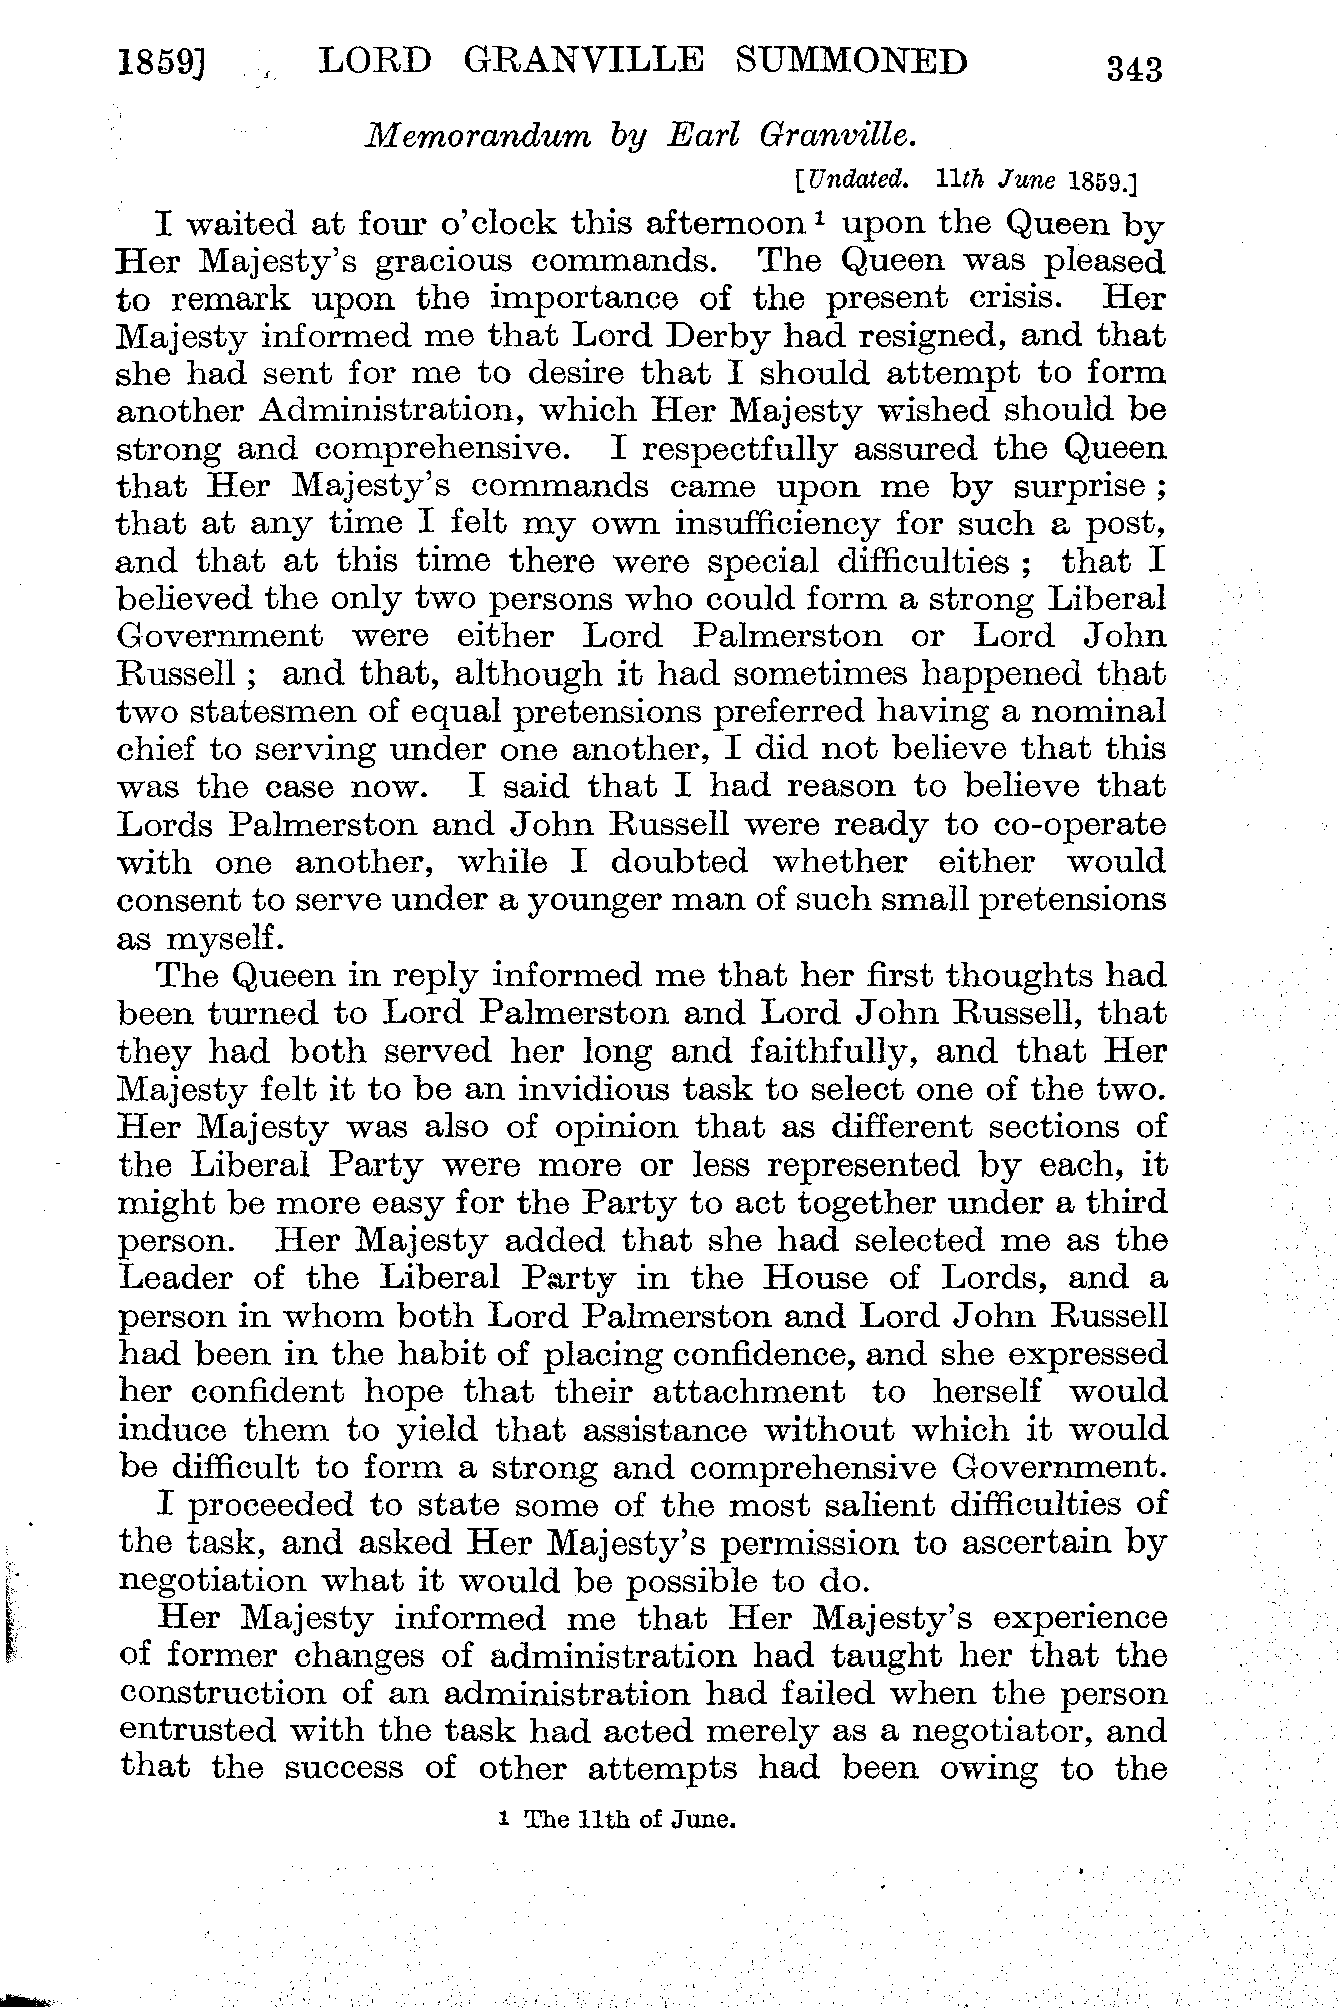 1859] LORD GRANVILLE SUMMONED 343
Memorandum by Earl Granville.
[Undated. 11th June 1859.]
I waited at four o'clock this afternoon¹ upon the Queen by
Her Majesty's gracious commands. The Queen was pleased
to remark upon the importance of the present crisis. Her
Majesty informed me that Lord Derby had resigned, and that
she had sent for me to desire that I should attempt to form
another Administration, which Her Majesty wished should be
strong and comprehensive. I respectfully assured the Queen
that Her Majesty's commands came upon me by surprise ;
that at any time I felt my own insufficiency for such a post,
and that at this time there were special difficulties ; that I
believed the only two persons who could form a strong Liberal
Government were either Lord Palmerston or Lord John
Russell ; and that, although it had sometimes happened that
two statesmen of equal pretensions preferred having a nominal
chief to serving under one another, I did not believe that this
was the case now. I said that I had reason to believe that
Lords Palmerston and John Russell were ready to co-operate
with one another, while I doubted whether either would
consent to serve under a younger man of such small pretensions
as myself.
The Queen in reply informed me that her first thoughts had
been turned to Lord Palmerston and Lord John Russell, that
they had both served her long and faithfully, and that Her
Majesty felt it to be an invidious task to select one of the two.
Her Majesty was also of opinion that as different sections of
the Liberal Party were more or less represented by each, it
might be more easy for the Party to act together under a third
person. Her Majesty added that she had selected me as the
Leader of the Liberal Party in the House of Lords, and a
person in whom both Lord Palmerston and Lord John Russell
had been in the habit of placing confidence, and she expressed
her confident hope that their attachment to herself would
induce them to yield that assistance without which it would
be difficult to form a strong and comprehensive Government.
I proceeded to state some of the most salient difficulties of
the task, and asked Her Majesty's permission to ascertain by
negotiation what it would be possible to do.
Her Majesty informed me that Her Majesty's experience
of former changes of administration had taught her that the
construction of an administration had failed when the person
entrusted with the task had acted merely as a negotiator, and
that the success of other attempts had been owing to the
1 The 11th of June.